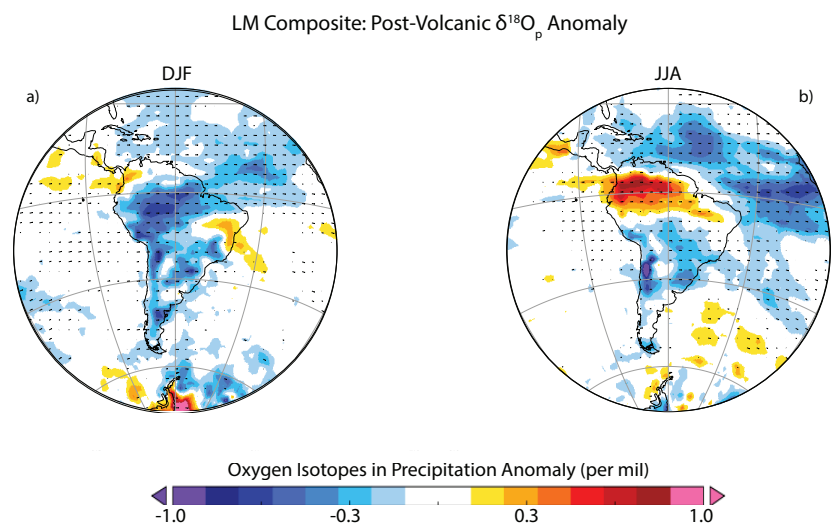 LM Composite: Post-Volcanic δ¹⁸Oₚ Anomaly
DJF
JJA
a)
b)
Oxygen Isotopes in Precipitation Anomaly (per mil)
-1.0
-0.3
0.3
1.0